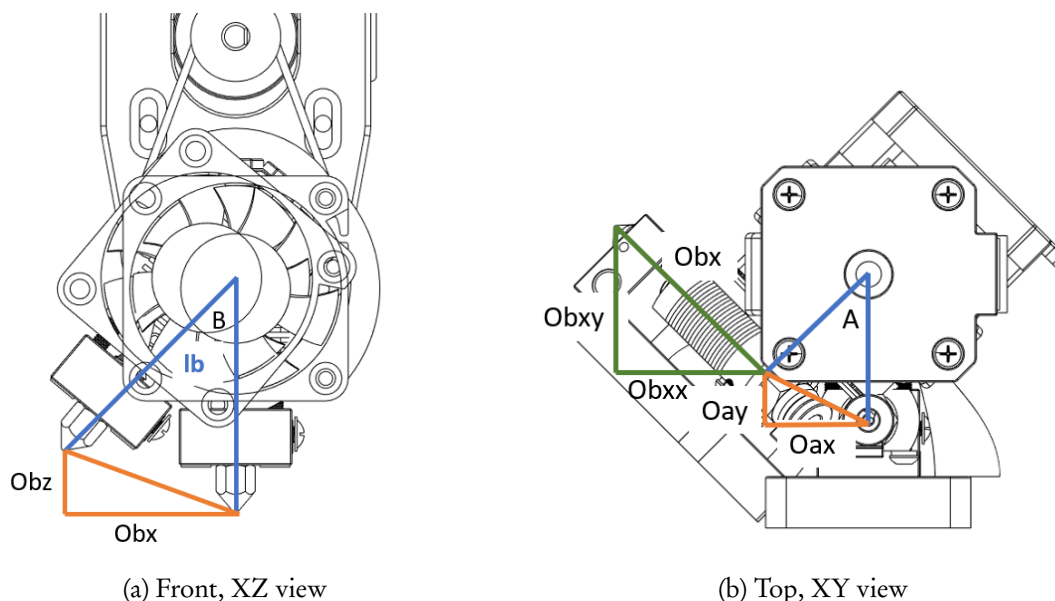 B
lb
Obz
Obx
(a) Front, XZ view
Obx
Obxy
A
Obxx
Oay
Oax
(b) Top, XY view